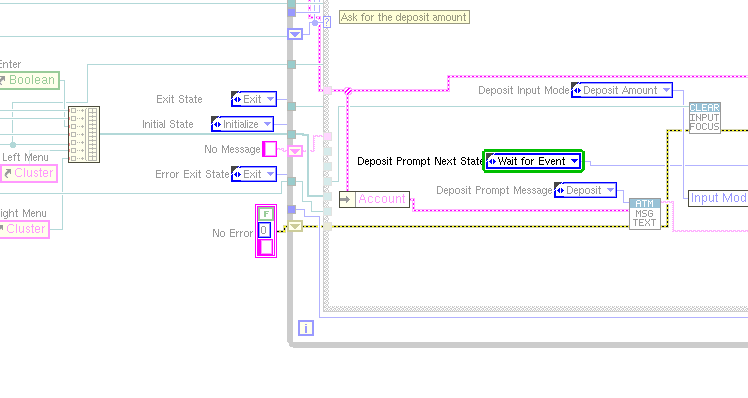 Ask for the deposit amount
?
Enter
Boolean
Deposit Input Mode
Deposit Amount
Exit State
Exit
CLEAR
INPUT
FOCUS
Initial State
Initialize
No Message
Left Menu
Cluster
Deposit Prompt Next State
Wait for Event
Error Exit State
Exit
Deposit Prompt Message
Deposit
Account
Input Mod
ATM
MSG
TEXT
ight Menu
Cluster
F
No Error
0
i